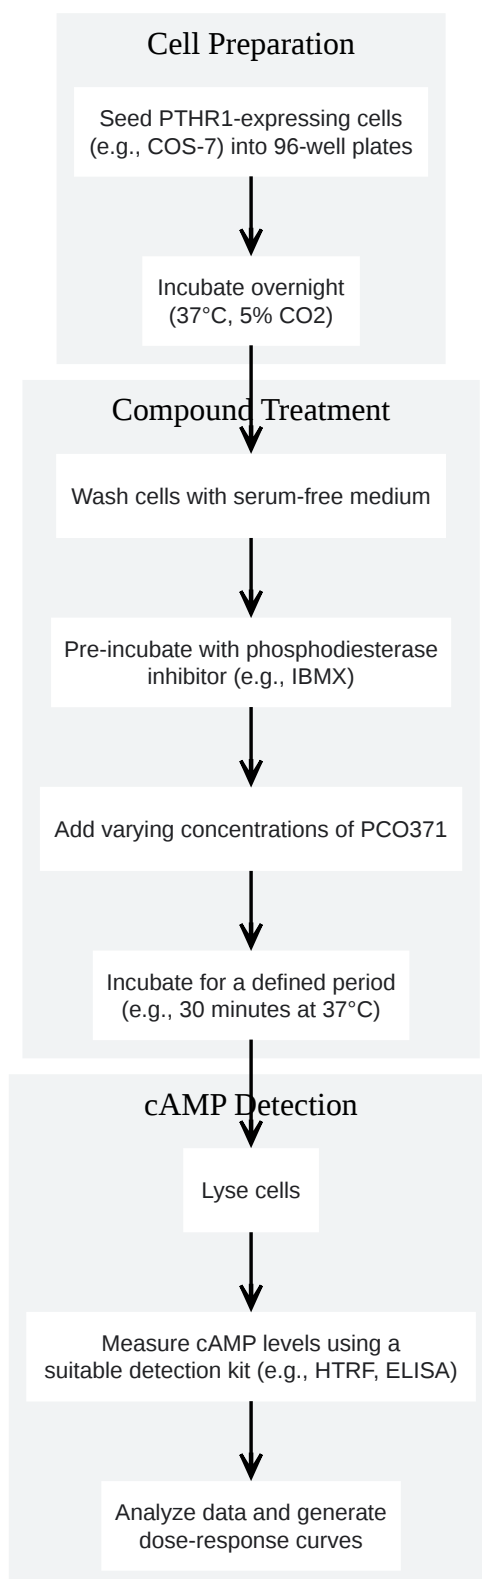 Cell Preparation
Seed PTHR1-expressing cells
(e.g., COS-7) into 96-well plates
Incubate overnight
(37°C, 5% CO2)
Compound Treatment
Wash cells with serum-free medium
Pre-incubate with phosphodiesterase
inhibitor (e.g., IBMX)
Add varying concentrations of PCO371
Incubate for a defined period
(e.g., 30 minutes at 37°C)
cAMP Detection
Lyse cells
Measure cAMP levels using a
suitable detection kit (e.g., HTRF, ELISA)
Analyze data and generate
dose-response curves